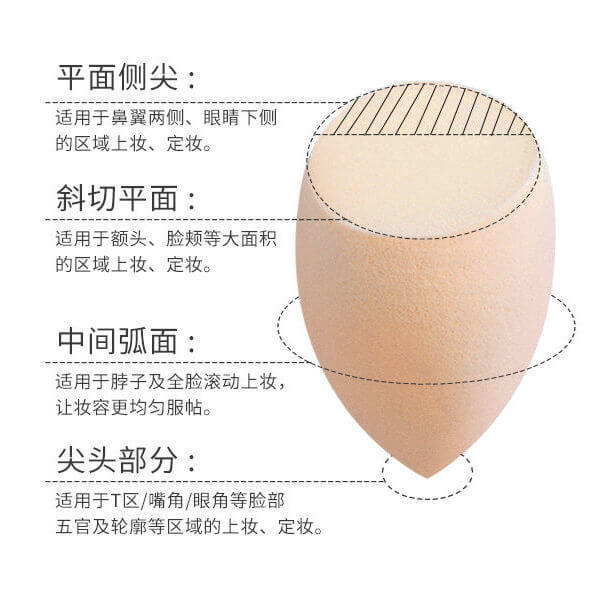 平面侧尖：
适用于鼻翼两侧、眼睛下侧
的区域上妆、定妆。
斜切平面：
适用于额头、脸颊等大面积
的区域上妆、定妆。
中间弧面：
适用于脖子及全脸滚动上妆，
让妆容更均匀服帖。
尖头部分：
适用于T区/嘴角/眼角等脸部
五官及轮廓等区域的上妆、定妆。